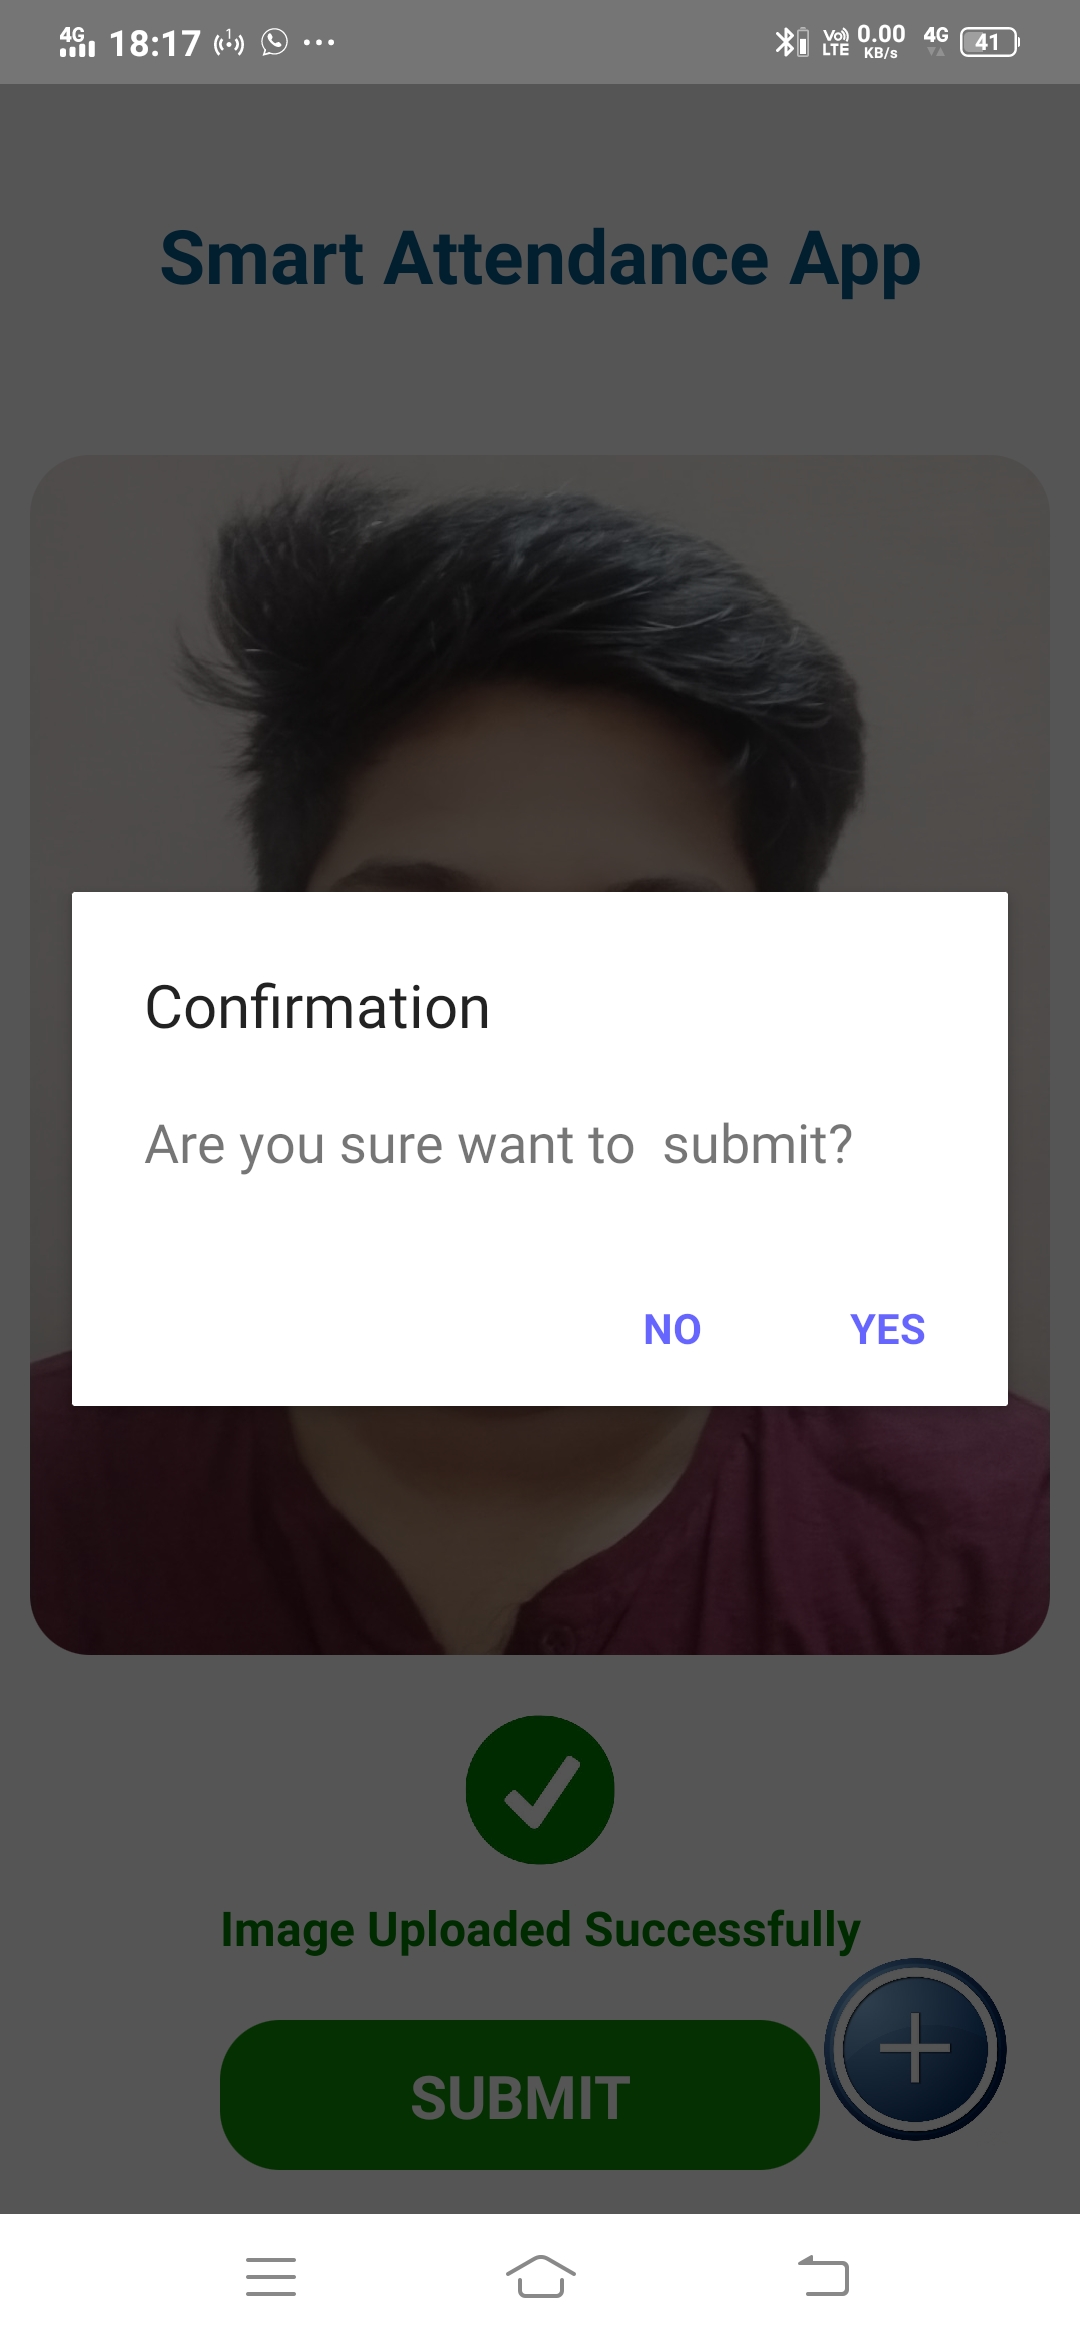 4G 18:17 1 Vo) LTE 0.00 KB/s 4G 41
Smart Attendance App
Confirmation
Are you sure want to  submit?
NO YES
Image Uploaded Successfully
SUBMIT